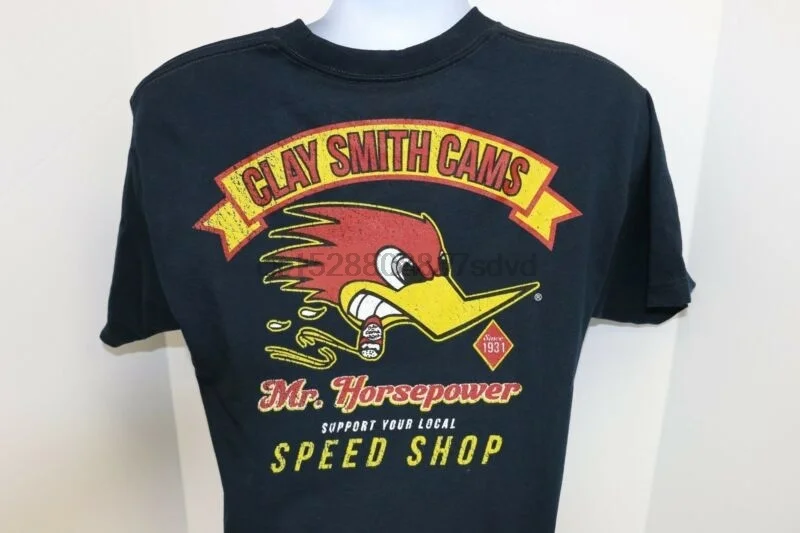 CLAY SMITH CAMS
®
Since
1931
Mr. Horsepower
SUPPORT YOUR LOCAL
SPEED SHOP